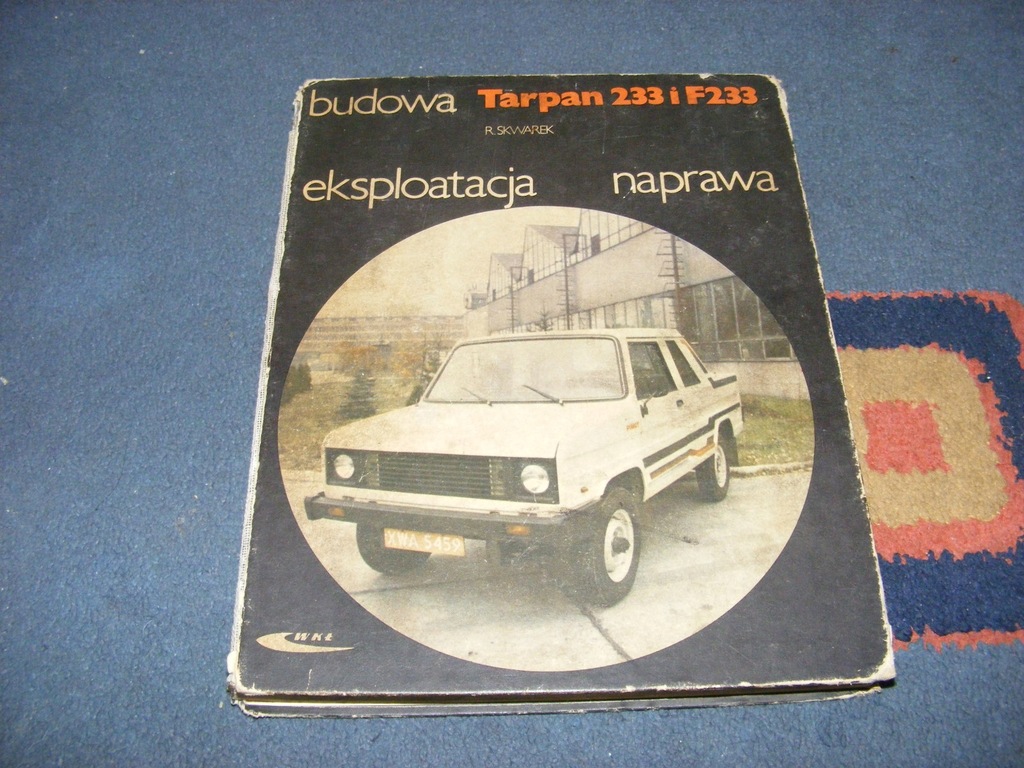 budowa Tarpan 233 i F233
R. SKWAREK
eksploatacja naprawa
XWA 5459
WKŁ